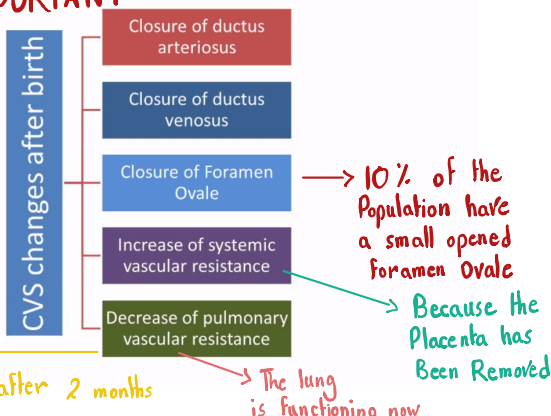 CVS changes after birth
Closure of ductus
arteriosus
Closure of ductus
venosus
Closure of Foramen
Ovale
10% of the
Population have
a small opened
Foramen Ovale
Increase of systemic
vascular resistance
Because the
Placenta has
Been Removed
Decrease of pulmonary
vascular resistance
after 2 months
The lung
is functioning now